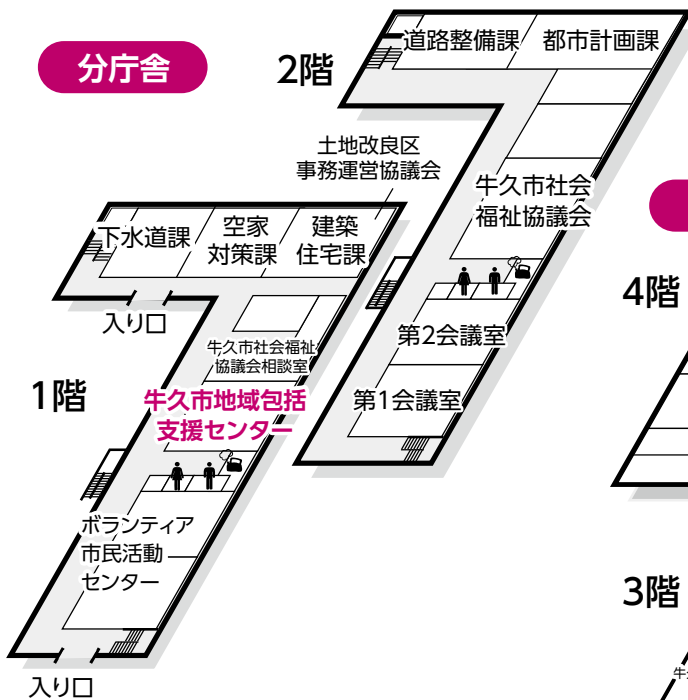 分庁舎
2階
道路整備課
都市計画課
牛久市社会
福祉協議会
第2会議室
第1会議室
1階
土地改良区
事務運営協議会
下水道課
空家
対策課
建築
住宅課
入り口
牛久市社会福祉
協議会相談室
牛久市地域包括
支援センター
ボランティア
市民活動
センター
入り口
4階
3階